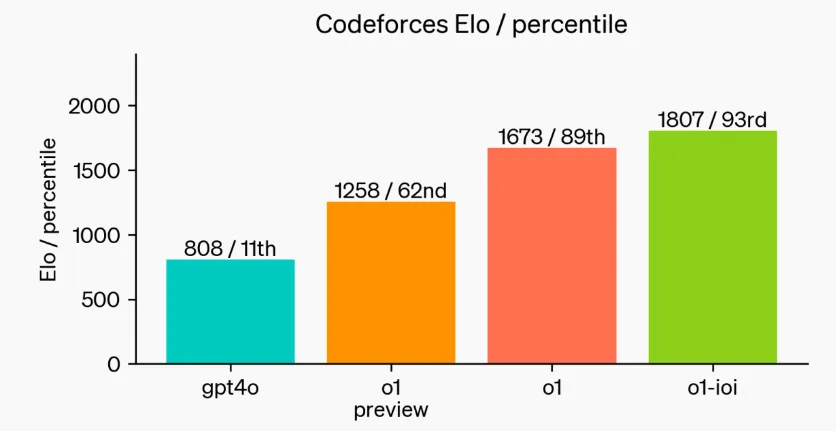 Codeforces Elo / percentile
Elo / percentile
2000
1500
1000
500
0
808 / 11th
1258 / 62nd
1673 / 89th
1807 / 93rd
gpt4o
o1
preview
o1
o1-ioi